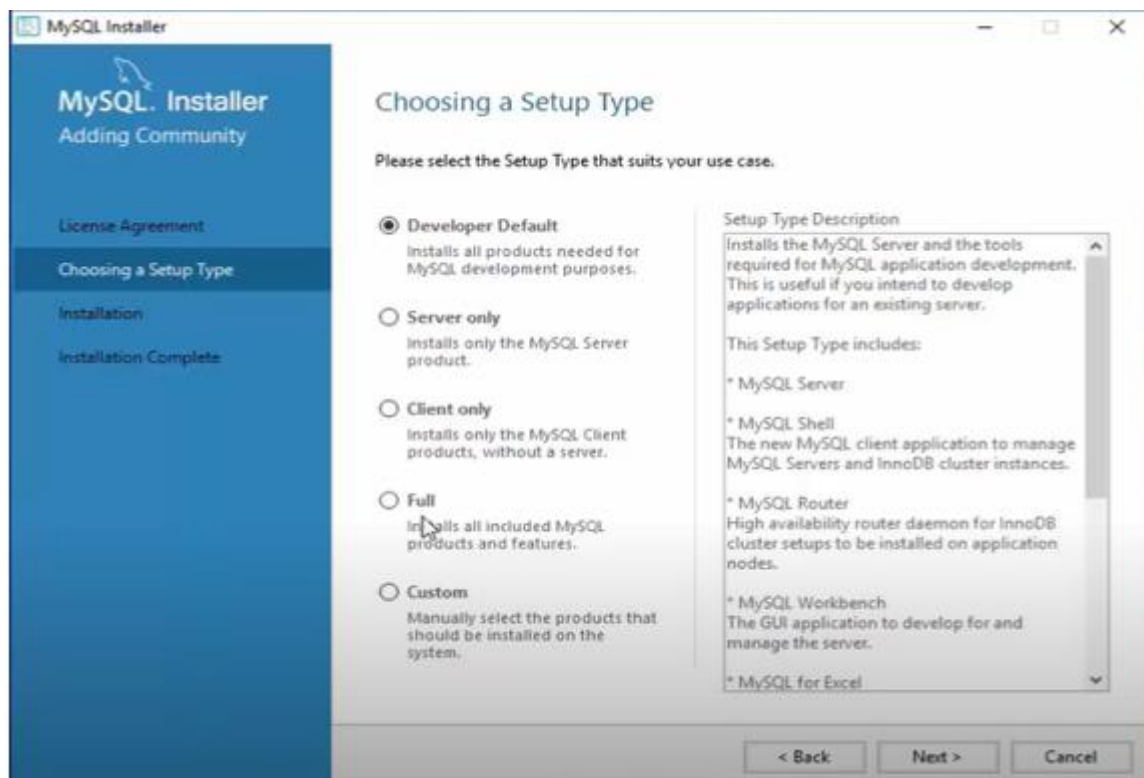 MySQL Installer
MySQL. Installer
Adding Community
License Agreement
Choosing a Setup Type
Installation
Installation Complete
Choosing a Setup Type
Please select the Setup Type that suits your use case.
Developer Default
Installs all products needed for
MySQL development purposes.
Server only
Installs only the MySQL Server
product.
Client only
Installs only the MySQL Client
products, without a server.
Full
Installs all included MySQL
products and features.
Custom
Manually select the products that
should be installed on the
system.
Setup Type Description
Installs the MySQL Server and the tools
required for MySQL application development.
This is useful if you intend to develop
applications for an existing server.
This Setup Type includes:
* MySQL Server
* MySQL Shell
The new MySQL client application to manage
MySQL Servers and InnoDB cluster instances.
* MySQL Router
High availability router daemon for InnoDB
cluster setups to be installed on application
nodes.
* MySQL Workbench
The GUI application to develop for and
manage the server.
* MySQL for Excel
< Back
Next >
Cancel